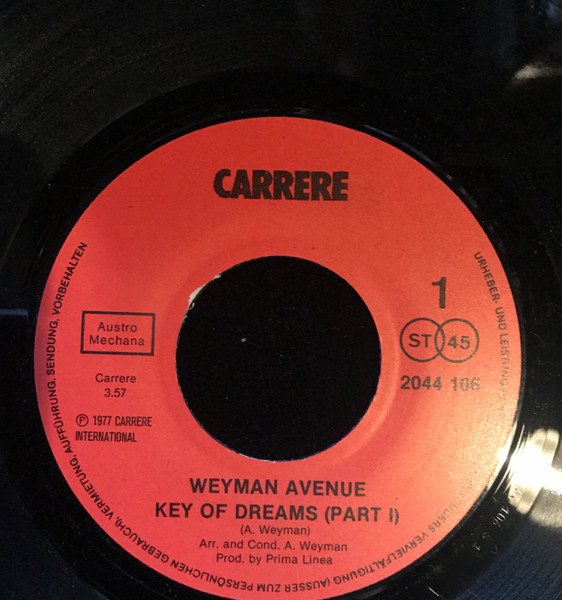 CARRERE
1
Austro
Mechana
ST 45
2044 106
Carrere
3.57
℗ 1977 CARRERE
INTERNATIONAL
WEYMAN AVENUE
KEY OF DREAMS (PART I)
(A. Weyman)
Arr. and Cond. A. Weyman
Prod. by Prima Linea
URHEBER- UND VERVIELFÄLTIGUNG (AUSSER ZUM PERSÖNLICHEN GEBRAUCH), VERMIETUNG, AUFFÜHRUNG, SENDUNG, VORBEHALTEN